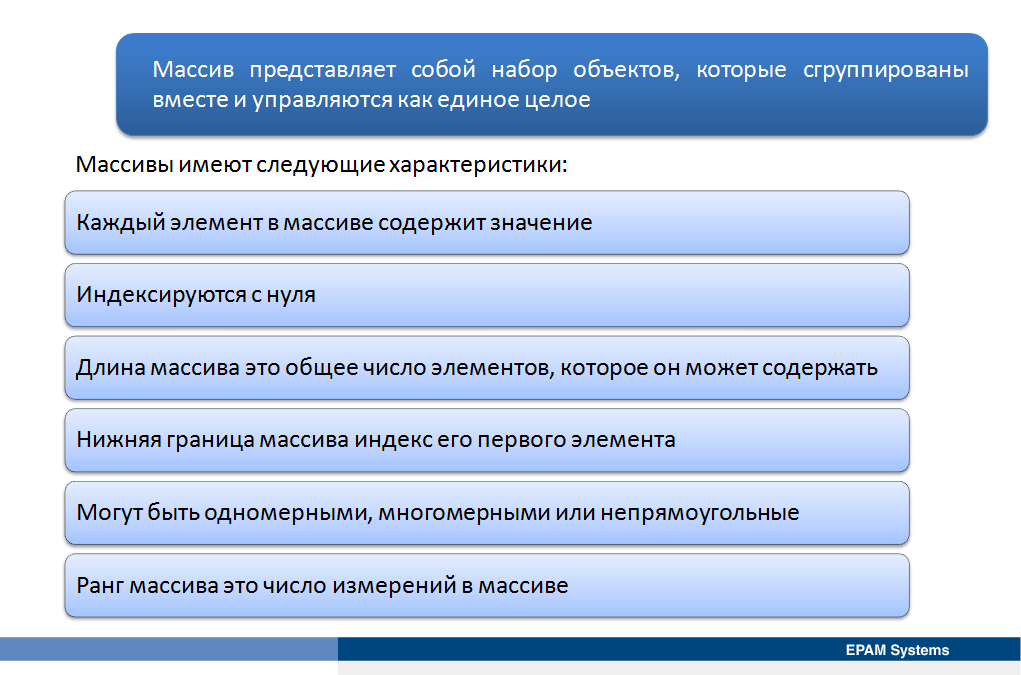 Массив представляет собой набор объектов, которые сгруппированы
вместе и управляются как единое целое
Массивы имеют следующие характеристики:
Каждый элемент в массиве содержит значение
Индексируются с нуля
Длина массива это общее число элементов, которое он может содержать
Нижняя граница массива индекс его первого элемента
Могут быть одномерными, многомерными или непрямоугольные
Ранг массива это число измерений в массиве
EPAM Systems